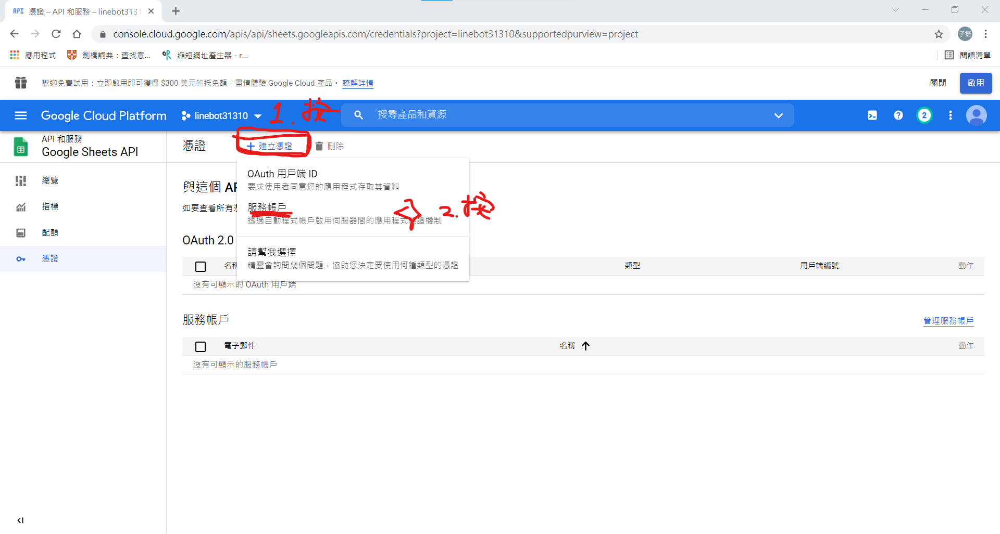 API 憑證 – API 和服務 – linebot3131
console.cloud.google.com/apis/api/sheets.googleapis.com/credentials?project=linebot31310&supportedpurview=project
子捷
應用程式 劍橋詞典：查找意... 縮短網址產生器 - r... 閱讀清單
歡迎免費試用：立即啟用即可獲得 $300 美元的抵免額，盡情體驗 Google Cloud 產品。 瞭解詳情 關閉 啟用
Google Cloud Platform linebot31310 1. 按 搜尋產品和資源 2
API 和服務
Google Sheets API
憑證 建立憑證 刪除
總覽
指標
配額
憑證
OAuth 用戶端 ID
要求使用者同意您的應用程式存取其資料
與這個 AP
服務帳戶 2. 按
如要查看所有
透過自動程式帳戶啟用伺服器間的應用程式驗證機制
OAuth 2.0
請幫我選擇
精靈會詢問幾個問題，協助您決定要使用何種類型的憑證
名稱 類型 用戶端編號 動作
沒有可顯示的 OAuth 用戶端
服務帳戶 管理服務帳戶
電子郵件 名稱 動作
沒有可顯示的服務帳戶